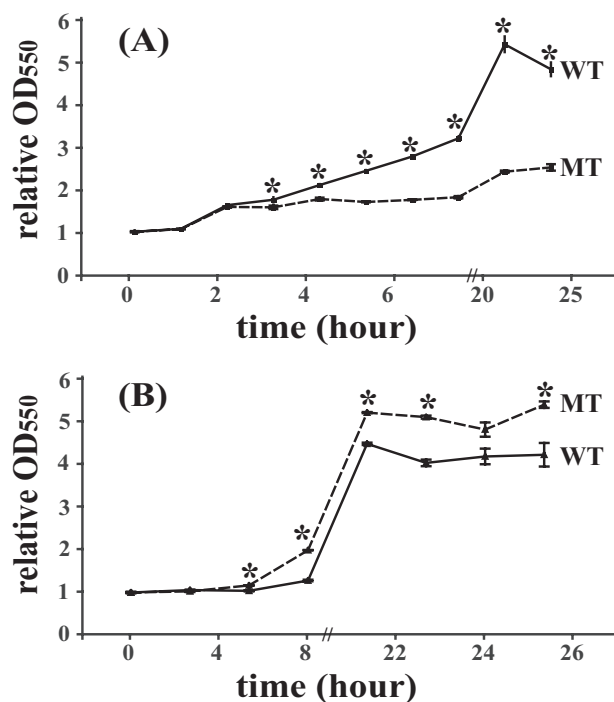 (A)
relative OD550
6
5
4
3
2
1
0
* * * * * * *
WT
MT
0 2 4 6 20 25
time (hour)
(B)
relative OD550
6
5
4
3
2
1
0
* * * * *
MT
WT
0 4 8 22 24 26
time (hour)